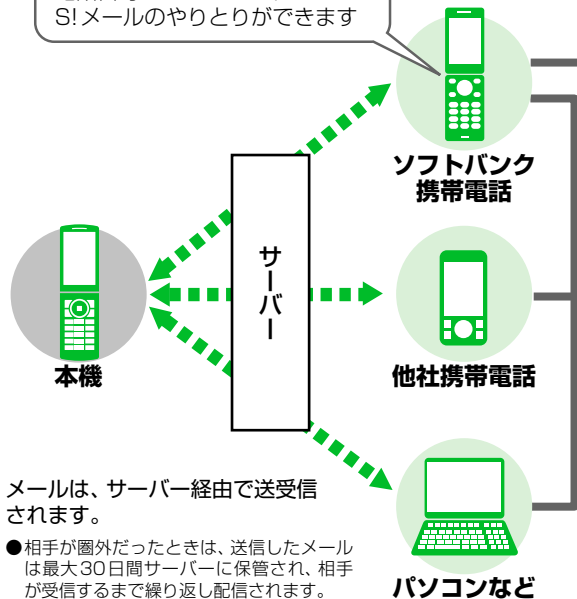 S!メールのやりとりができます
ソフトバンク
携帯電話
サーバー
本機
他社携帯電話
メールは、サーバー経由で送受信
されます。
●相手が圏外だったときは、送信したメール
は最大30日間サーバーに保管され、相手
が受信するまで繰り返し配信されます。
パソコンなど